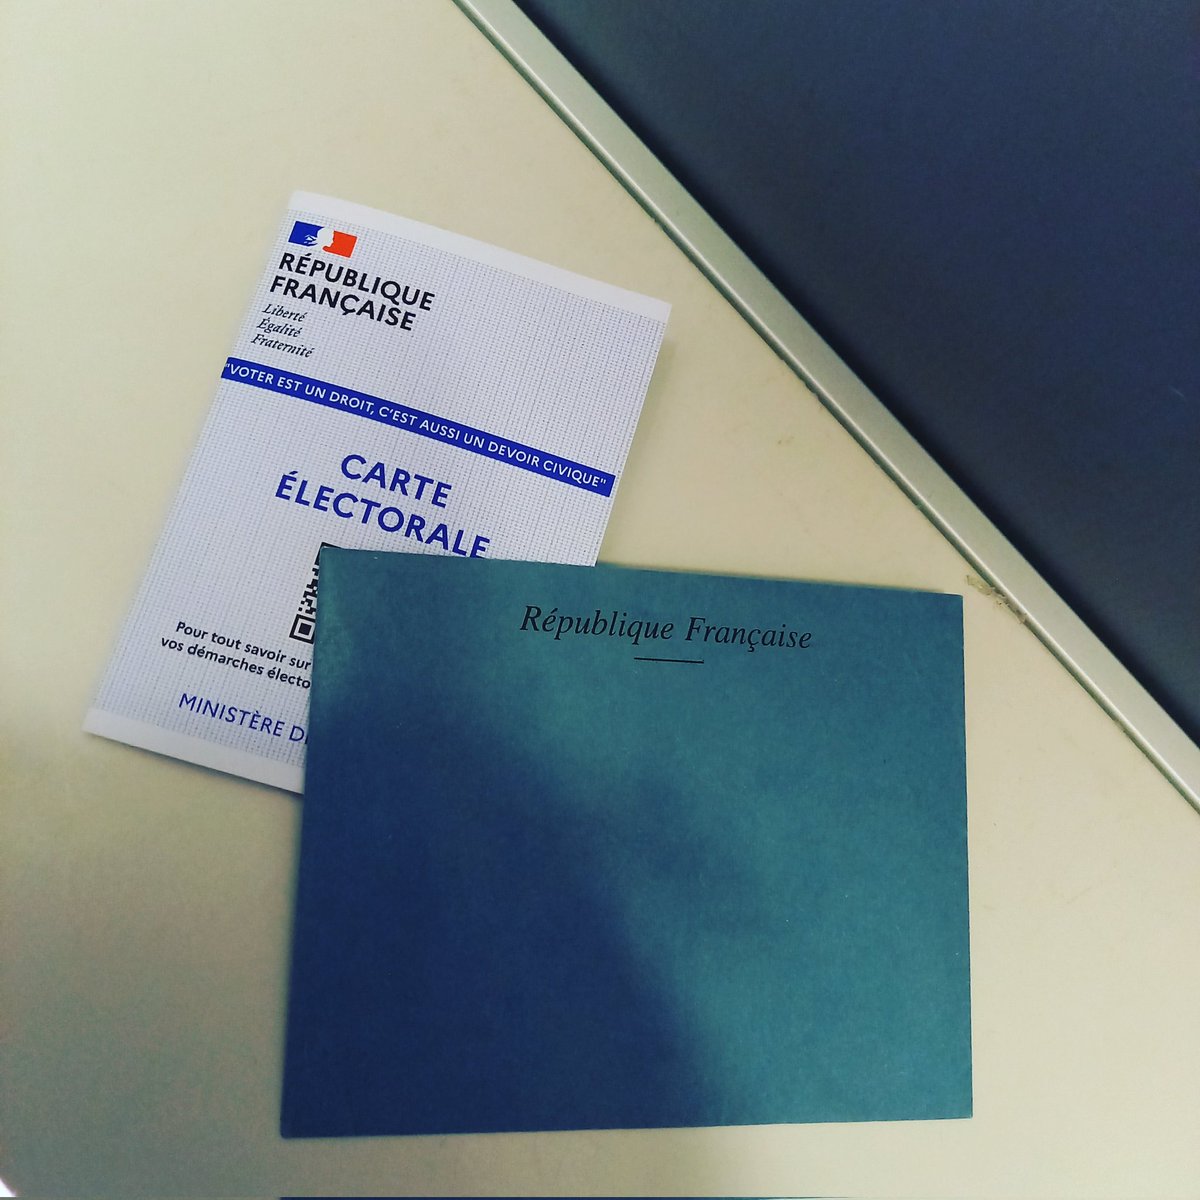 RÉPUBLIQUE
FRANÇAISE
Liberté
Égalité
Fraternité
"VOTER EST UN DROIT, C'EST AUSSI UN DEVOIR CIVIQUE"
CARTE
ÉLECTORALE
Pour tout savoir sur
vos démarches
MINISTÈRE
République Française